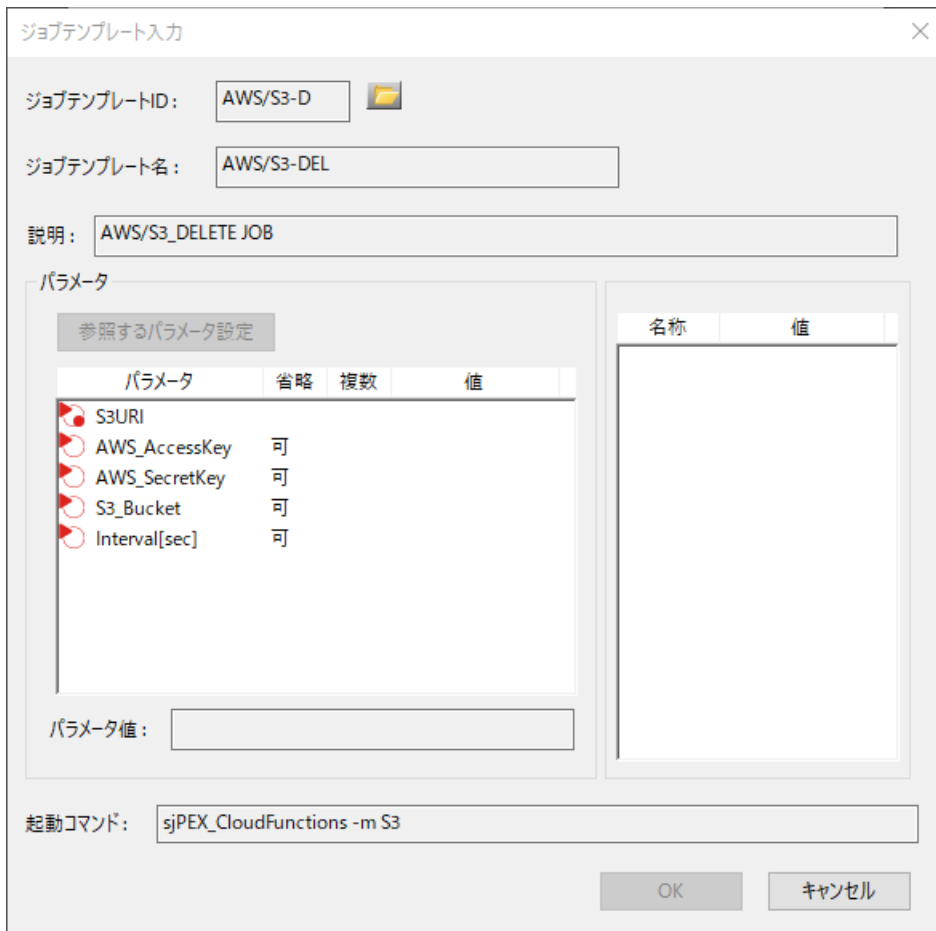 ジョブテンプレート入力
ジョブテンプレートID： AWS/S3-D
ジョブテンプレート名： AWS/S3-DEL
説明： AWS/S3_DELETE JOB
パラメータ
参照するパラメータ設定
パラメータ 省略 複数 値
S3URI
AWS_AccessKey 可
AWS_SecretKey 可
S3_Bucket 可
Interval[sec] 可
パラメータ値：
名称 値
起動コマンド： sjPEX_CloudFunctions -m S3
OK キャンセル